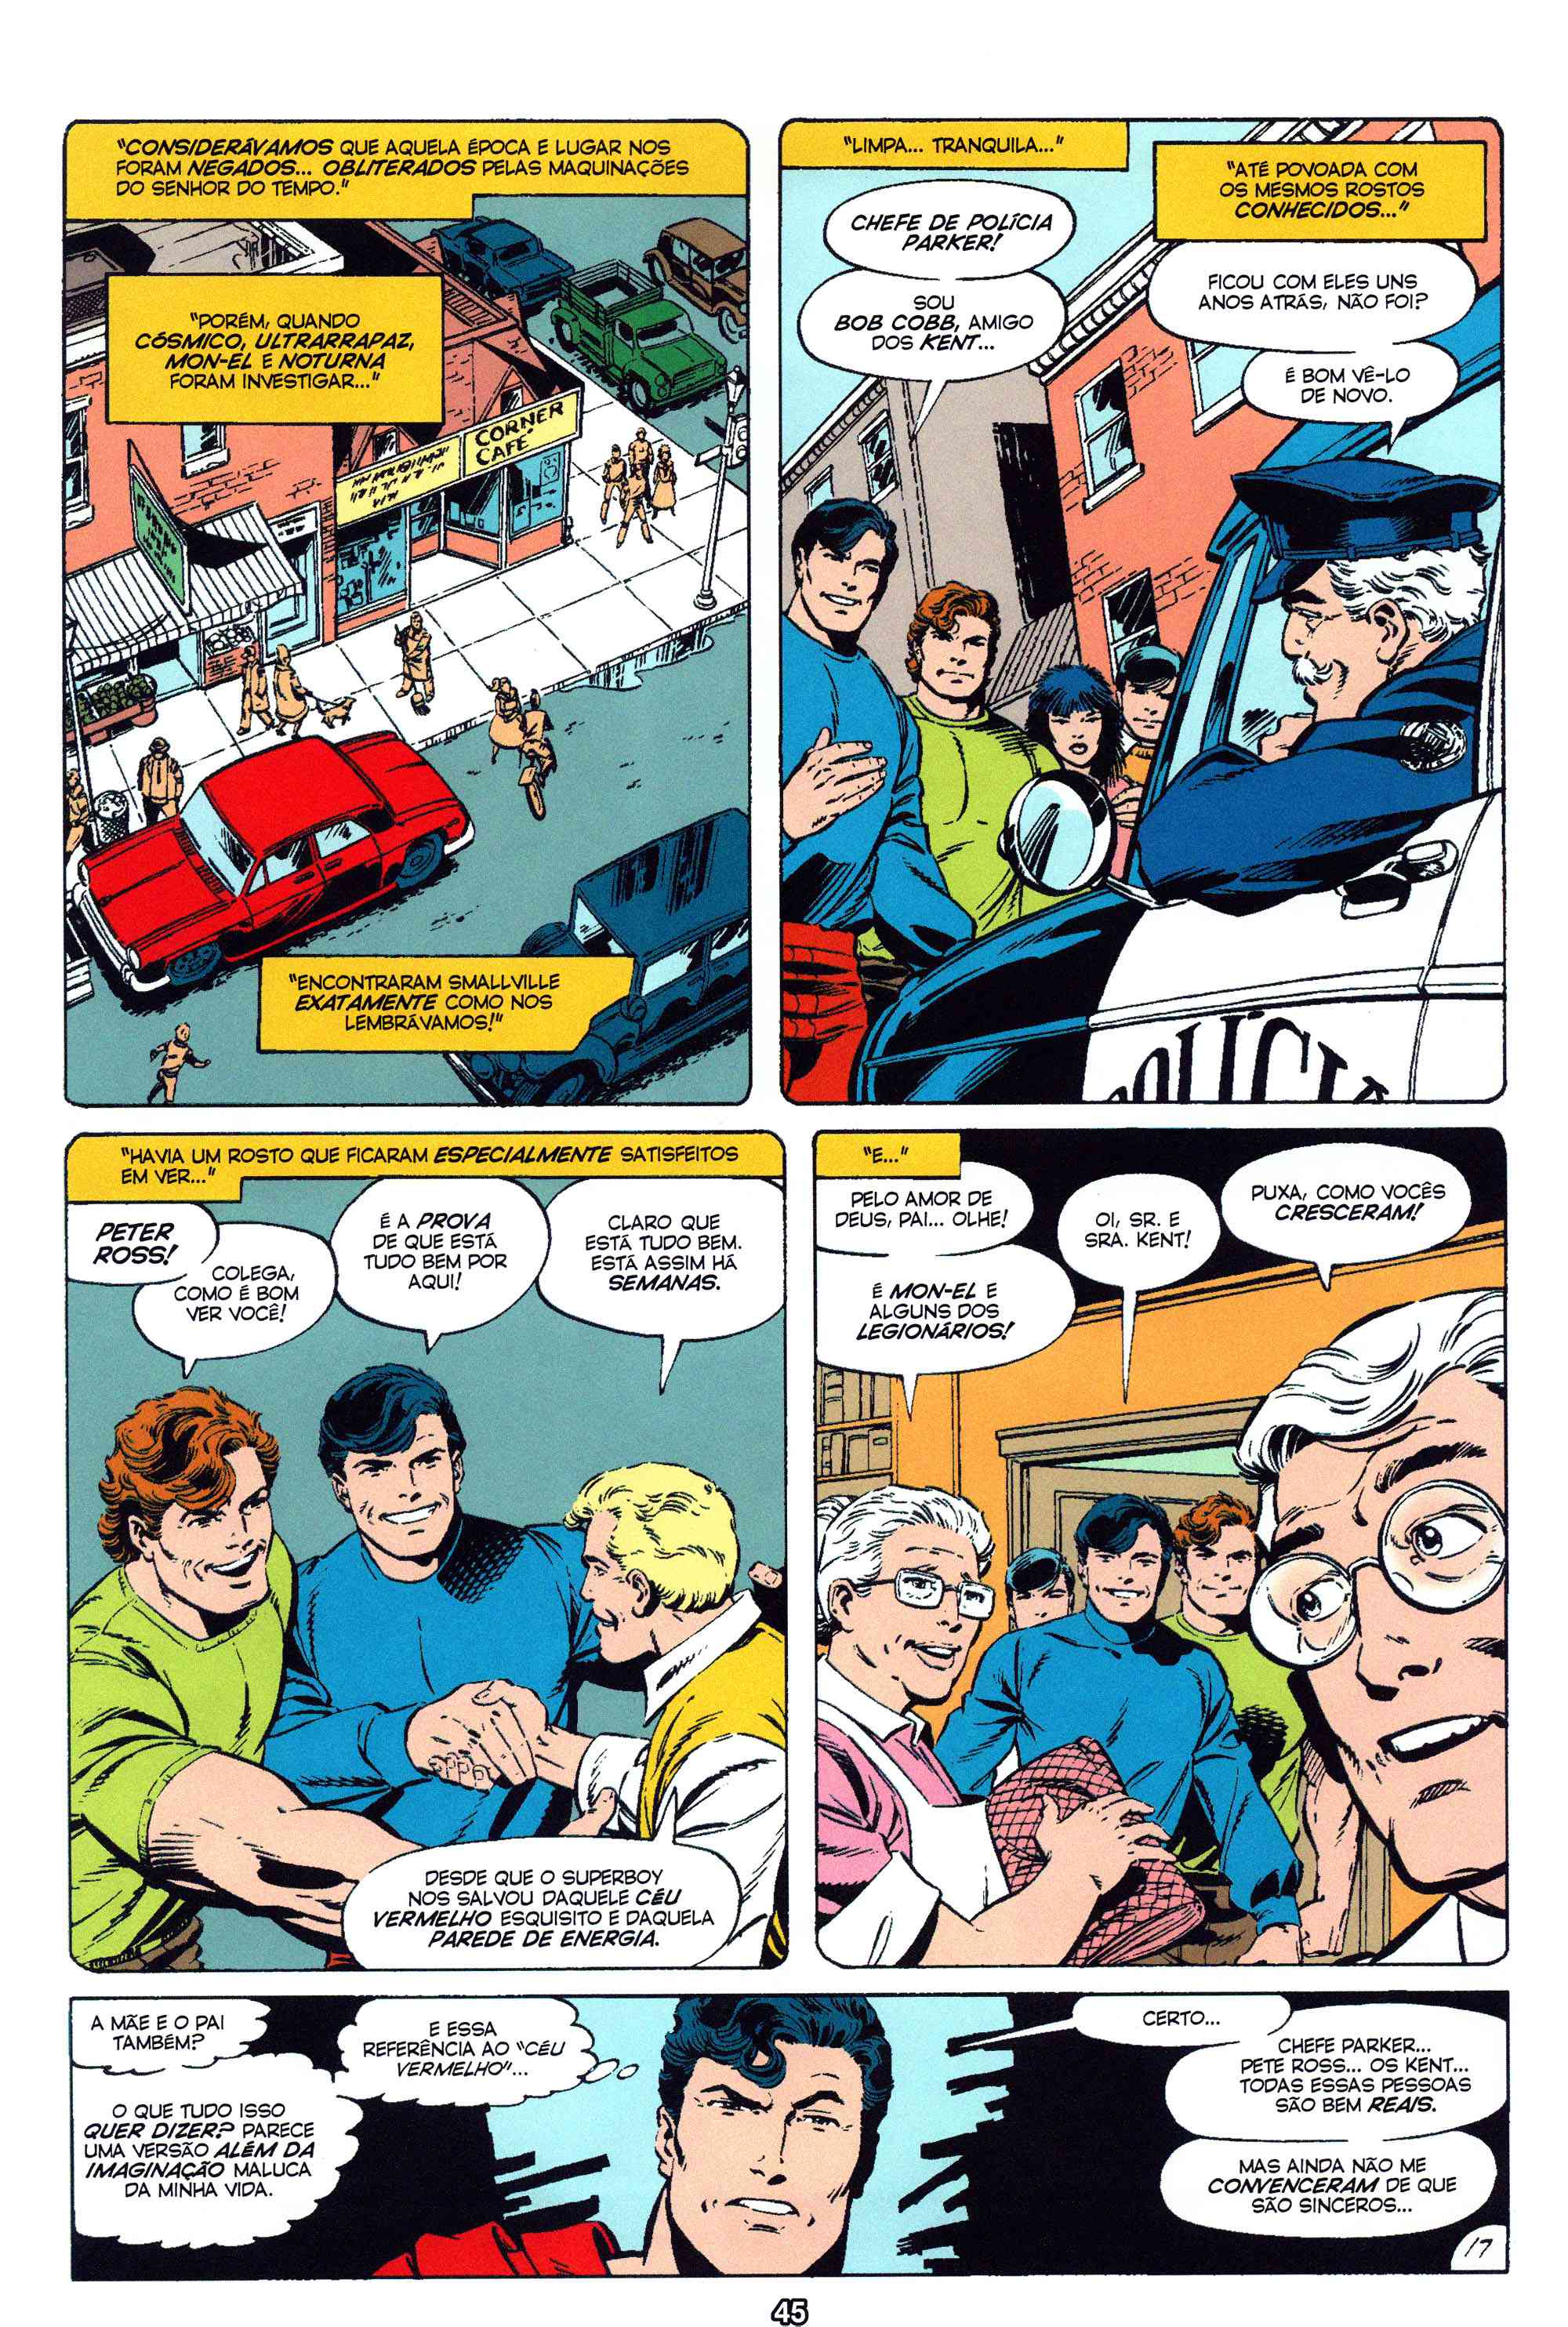 "CONSIDERÁVAMOS QUE AQUELA ÉPOCA E LUGAR NOS
FORAM NEGADOS... OBLITERADOS PELAS MAQUINAÇÕES
DO SENHOR DO TEMPO."
"PORÉM, QUANDO
CÓSMICO, ULTRARRAPAZ,
MON-EL E NOTURNA
FORAM INVESTIGAR..."
CORNER
CAFÉ
"ENCONTRARAM SMALLVILLE
EXATAMENTE COMO NOS
LEMBRÁVAMOS!"
"LIMPA... TRANQUILA..."
"ATÉ POVOADA COM
OS MESMOS ROSTOS
CONHECIDOS..."
CHEFE DE POLÍCIA
PARKER!
SOU
BOB COBB, AMIGO
DOS KENT...
FICOU COM ELES UNS
ANOS ATRÁS, NÃO FOI?
É BOM VÊ-LO
DE NOVO.
POLÍCIA
"HAVIA UM ROSTO QUE FICARAM ESPECIALMENTE SATISFEITOS
EM VER..."
PETER
ROSS!
COLEGA,
COMO É BOM
VER VOCÊ!
É A PROVA
DE QUE ESTÁ
TUDO BEM POR
AQUI!
CLARO QUE
ESTÁ TUDO BEM.
ESTÁ ASSIM HÁ
SEMANAS.
DESDE QUE O SUPERBOY
NOS SALVOU DAQUELE CÉU
VERMELHO ESQUISITO E DAQUELA
PAREDE DE ENERGIA.
"E..."
PELO AMOR DE
DEUS, PAI... OLHE!
É MON-EL E
ALGUNS DOS
LEGIONÁRIOS!
OI, SR. E
SRA. KENT!
PUXA, COMO VOCÊS
CRESCERAM!
A MÃE E O PAI
TAMBÉM?
O QUE TUDO ISSO
QUER DIZER? PARECE
UMA VERSÃO ALÉM DA
IMAGINAÇÃO MALUCA
DA MINHA VIDA.
E ESSA
REFERÊNCIA AO "CÉU
VERMELHO"...
CERTO...
CHEFE PARKER...
PETE ROSS... OS KENT...
TODAS ESSAS PESSOAS
SÃO BEM REAIS.
MAS AINDA NÃO ME
CONVENCERAM DE QUE
SÃO SINCEROS...
17
45